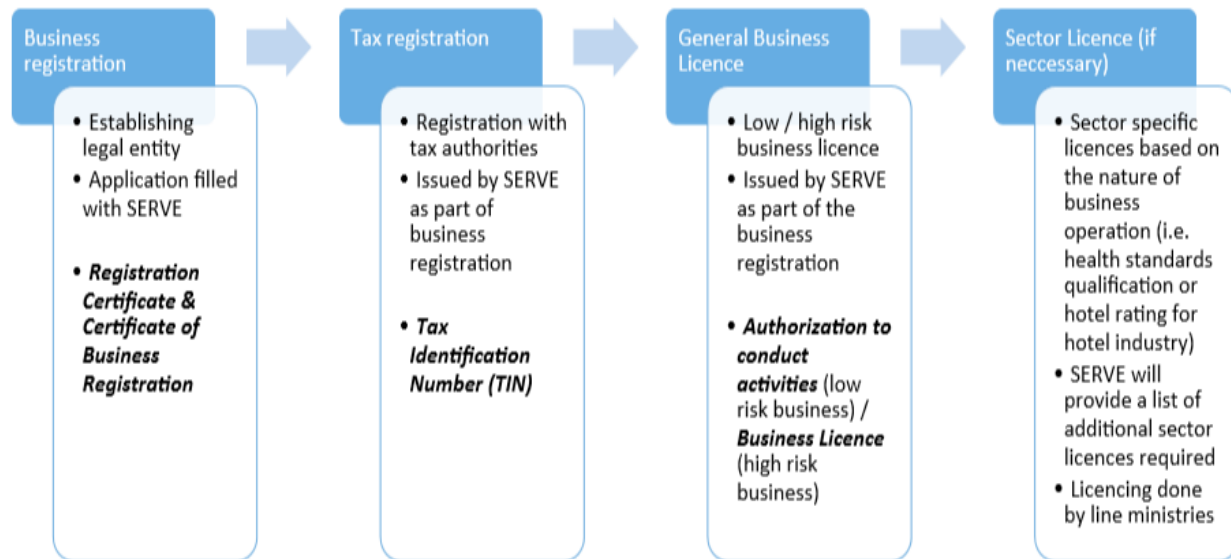 Business
registration
• Establishing
legal entity
• Application filled
with SERVE
• Registration
Certificate &
Certificate of
Business
Registration
Tax registration
• Registration with
tax authorities
• Issued by SERVE
as part of
business
registration
• Tax
Identification
Number (TIN)
General Business
Licence
• Low / high risk
business licence
• Issued by SERVE
as part of the
business
registration
• Authorization to
conduct
activities (low
risk business) /
Business Licence
(high risk
business)
Sector Licence (if
neccessary)
• Sector specific
licences based on
the nature of
business
operation (i.e.
health standards
qualification or
hotel rating for
hotel industry)
• SERVE will
provide a list of
additional sector
licences required
• Licencing done
by line ministries